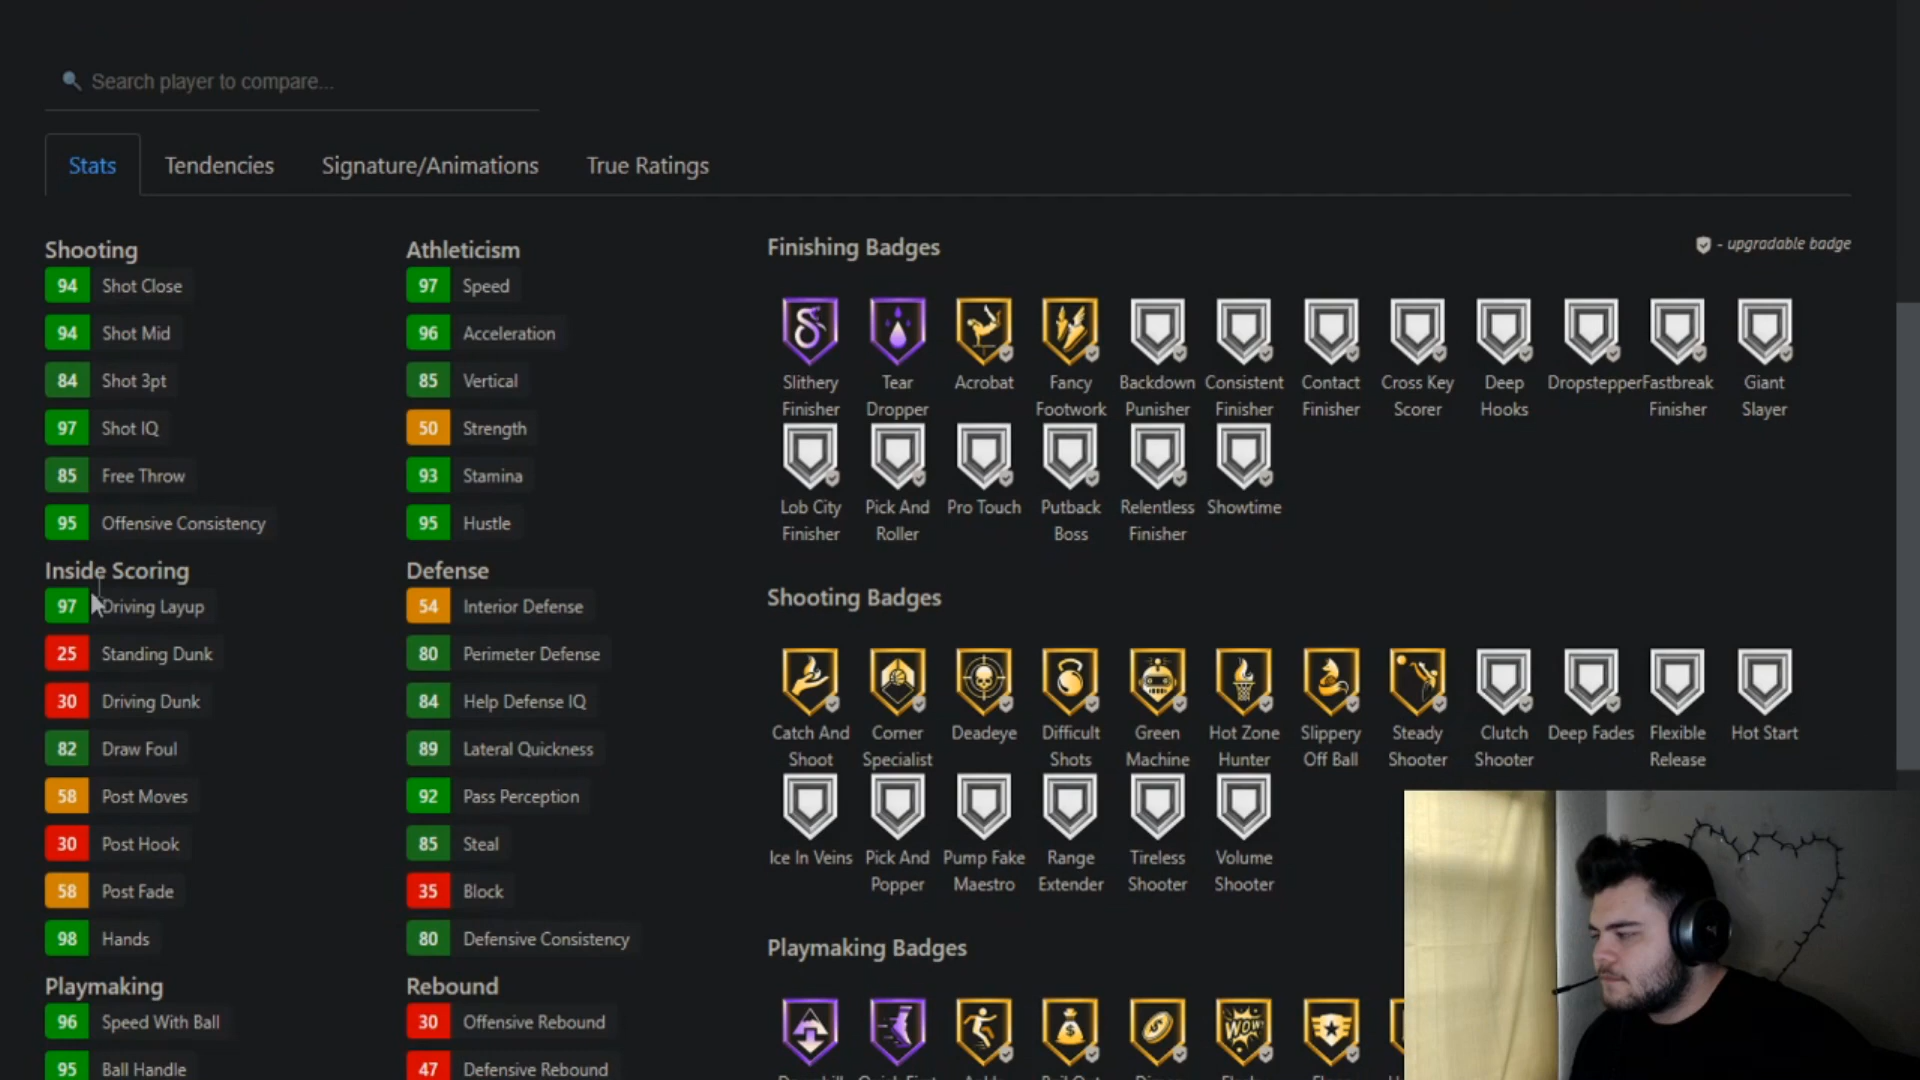 Search player to compare...
Stats Tendencies Signature/Animations True Ratings
Shooting
94 Shot Close
94 Shot Mid
84 Shot 3pt
97 Shot IQ
85 Free Throw
95 Offensive Consistency
Inside Scoring
97 Driving Layup
25 Standing Dunk
30 Driving Dunk
82 Draw Foul
58 Post Moves
30 Post Hook
58 Post Fade
98 Hands
Playmaking
96 Speed With Ball
95 Ball Handle
Athleticism
97 Speed
96 Acceleration
85 Vertical
50 Strength
93 Stamina
95 Hustle
Defense
54 Interior Defense
80 Perimeter Defense
84 Help Defense IQ
89 Lateral Quickness
92 Pass Perception
85 Steal
35 Block
80 Defensive Consistency
Rebound
30 Offensive Rebound
47 Defensive Rebound
Finishing Badges
- upgradable badge
Slithery Tear Acrobat Fancy Backdown Consistent Contact Cross Key Deep Dropstepper Fastbreak Giant
Finisher Dropper Footwork Punisher Finisher Finisher Scorer Hooks Finisher Slayer
Lob City Pick And Pro Touch Putback Relentless Showtime
Finisher Roller Boss Finisher
Shooting Badges
Catch And Corner Deadeye Difficult Green Hot Zone Slippery Steady Clutch Deep Fades Flexible Hot Start
Shoot Specialist Shots Machine Hunter Off Ball Shooter Shooter Release
Ice In Veins Pick And Pump Fake Range Tireless Volume
Popper Maestro Extender Shooter Shooter
Playmaking Badges
WOW!